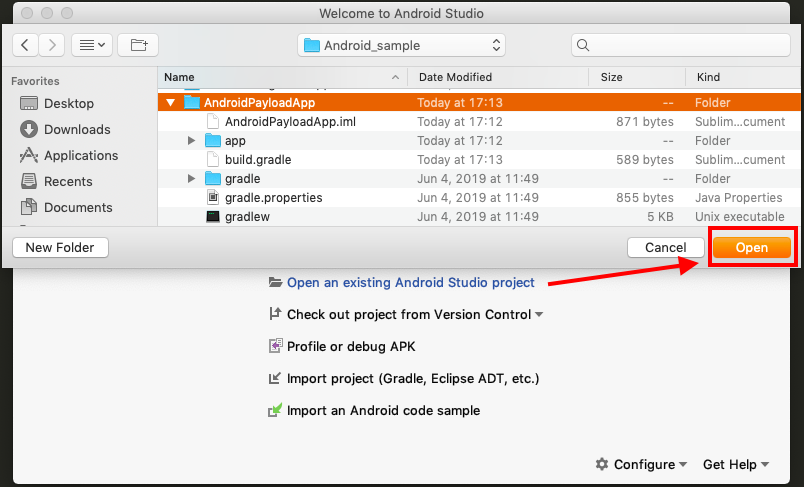 Welcome to Android Studio
Android_sample
Favorites
Desktop
Downloads
Applications
Recents
Documents
Name Date Modified Size Kind
AndroidPayloadApp Today at 17:13 -- Folder
AndroidPayloadApp.iml Today at 17:12 871 bytes Sublim...cument
app Today at 17:12 -- Folder
build.gradle Today at 17:13 589 bytes Sublim...cument
gradle Jun 4, 2019 at 11:49 -- Folder
gradle.properties Jun 4, 2019 at 11:49 855 bytes Java Properties
gradlew Jun 4, 2019 at 11:49 5 KB Unix executable
New Folder Cancel Open
Open an existing Android Studio project
Check out project from Version Control
Profile or debug APK
Import project (Gradle, Eclipse ADT, etc.)
Import an Android code sample
Configure Get Help